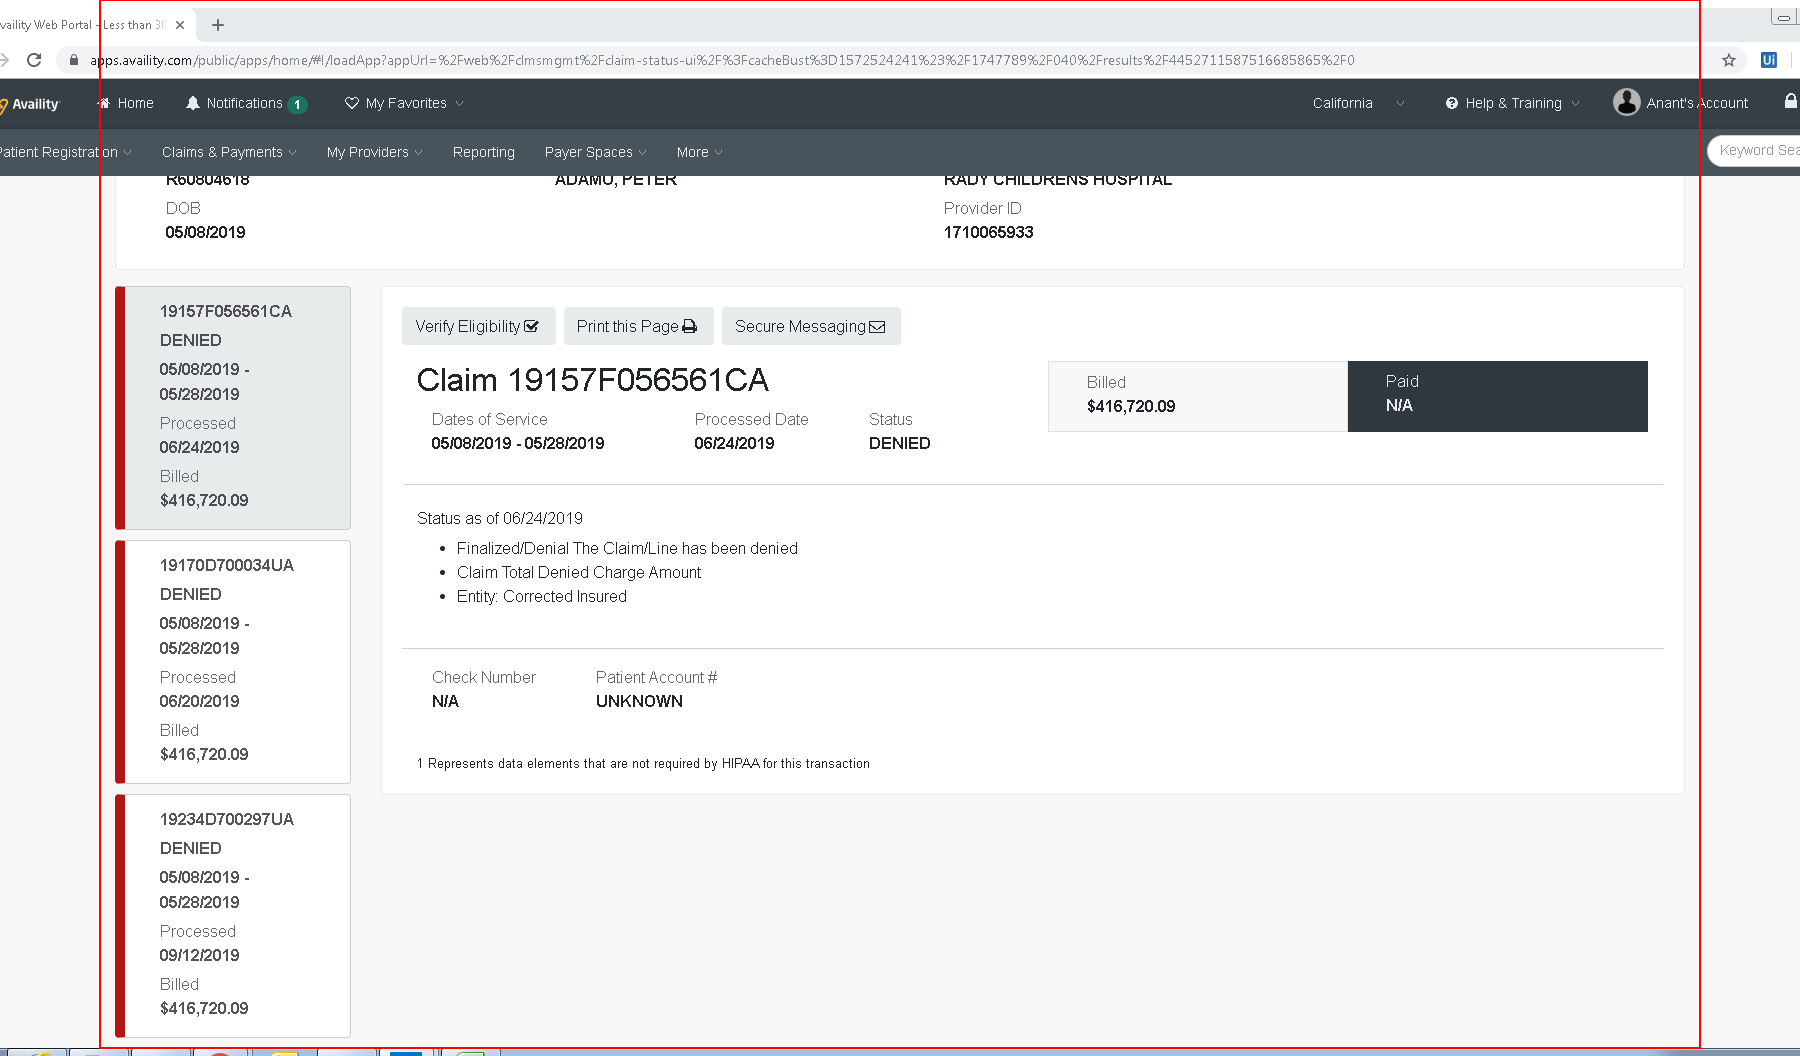 vaility Web Portal - Less than 30
apps.availity.com/public/apps/home/#!/loadApp?appUrl=%2Fweb%2Fclmsmgmt%2Fclaim-status-ui%2F%3FcacheBust%3D1572524241%23%2F1747789%2F040%2Fresults%2F4452711587516685865%2F0
Ui
Availity Home Notifications 1 My Favorites California Help & Training Anant's Account
Patient Registration Claims & Payments My Providers Reporting Payer Spaces More Keyword Sea
R60804618 ADAMU, PETER RADY CHILDRENS HOSPITAL
DOB Provider ID
05/08/2019 1710065933
19157F056561CA
DENIED
05/08/2019 -
05/28/2019
Processed
06/24/2019
Billed
$416,720.09
19170D700034UA
DENIED
05/08/2019 -
05/28/2019
Processed
06/20/2019
Billed
$416,720.09
19234D700297UA
DENIED
05/08/2019 -
05/28/2019
Processed
09/12/2019
Billed
$416,720.09
Verify Eligibility Print this Page Secure Messaging
Claim 19157F056561CA
Dates of Service Processed Date Status
05/08/2019 - 05/28/2019 06/24/2019 DENIED
Billed Paid
$416,720.09 N/A
Status as of 06/24/2019
• Finalized/Denial The Claim/Line has been denied
• Claim Total Denied Charge Amount
• Entity: Corrected Insured
Check Number Patient Account #
N/A UNKNOWN
1 Represents data elements that are not required by HIPAA for this transaction